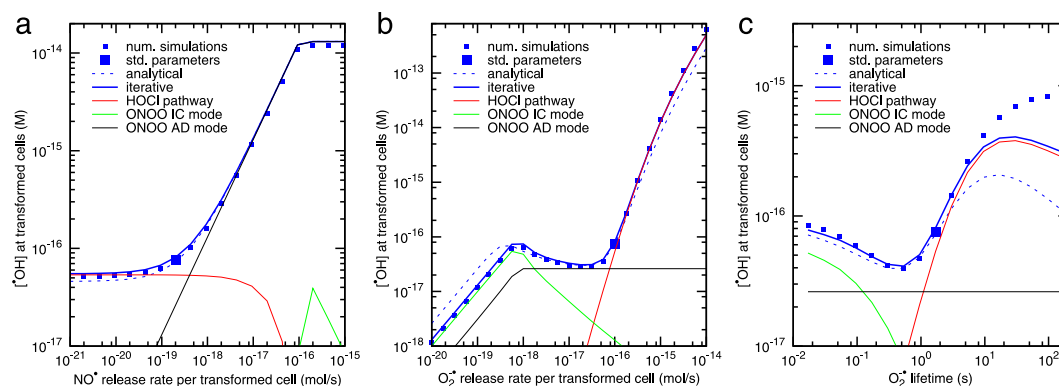 a
num. simulations
std. parameters
analytical
iterative
HOCl pathway
ONOO IC mode
ONOO AD mode
[•OH] at transformed cells (M)
10-14
10-15
10-16
10-17
10-21 10-20 10-19 10-18 10-17 10-16 10-15
NO• release rate per transformed cell (mol/s)
b
num. simulations
std. parameters
analytical
iterative
HOCl pathway
ONOO IC mode
ONOO AD mode
[•OH] at transformed cells (M)
10-13
10-14
10-15
10-16
10-17
10-18
10-20 10-19 10-18 10-17 10-16 10-15 10-14
O2•- release rate per transformed cell (mol/s)
c
num. simulations
std. parameters
analytical
iterative
HOCl pathway
ONOO IC mode
ONOO AD mode
[•OH] at transformed cells (M)
10-15
10-16
10-17
10-2 10-1 100 101 102
O2•- lifetime (s)